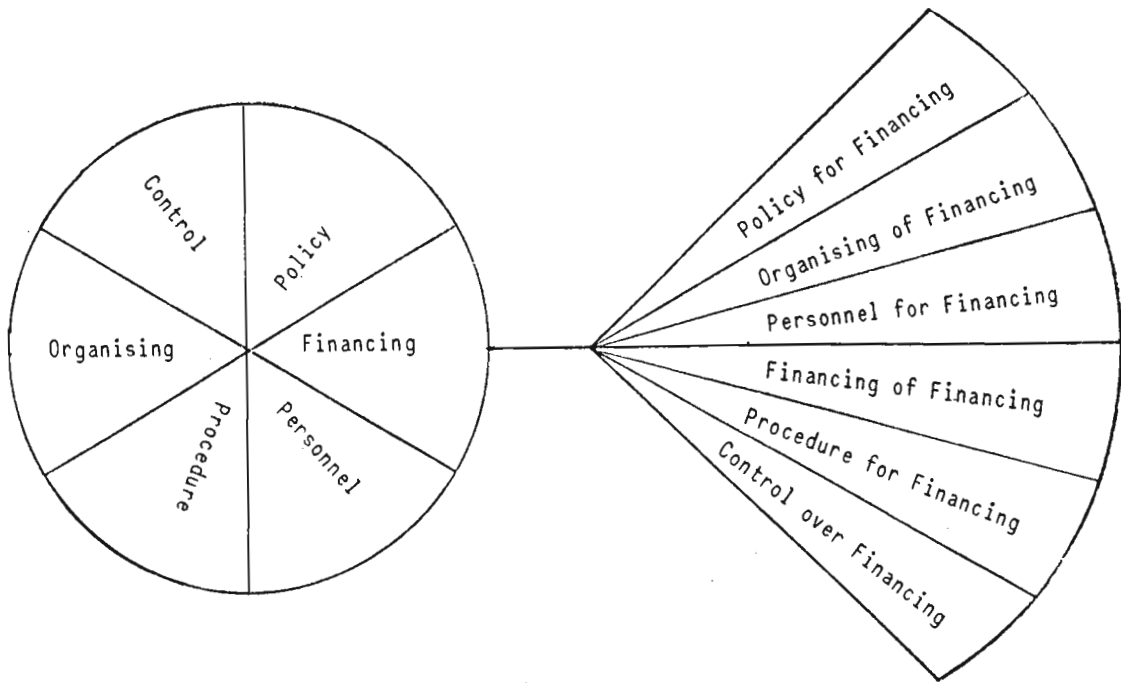 Control
Policy
Organising
Financing
Procedure
Personnel
Policy for Financing
Organising of Financing
Personnel for Financing
Financing of Financing
Procedure for Financing
Control over Financing